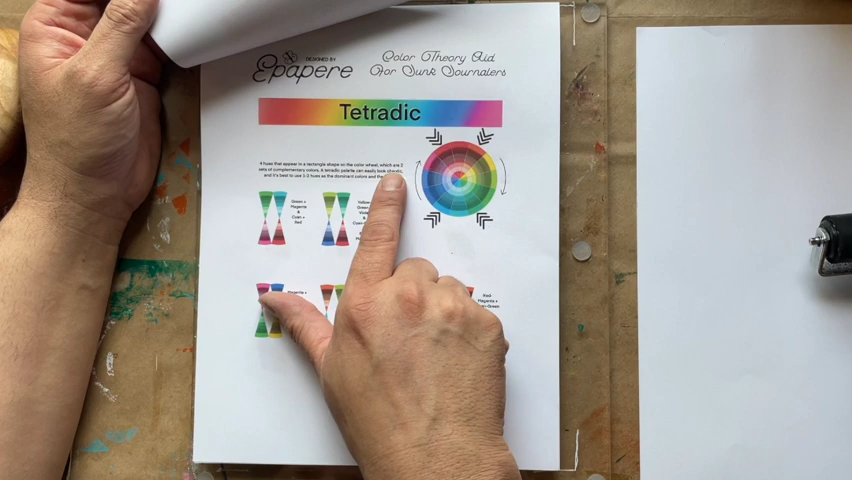 DESIGNED BY
Epapere
Color Theory Aid
For Junk Journalers
Tetradic
4 hues that appear in a rectangle shape on the color wheel, which are 2
sets of complementary colors. A tetradic palette can easily look chaotic,
and it's best to use 1-2 hues as the dominant colors and the
Green +
Magenta
&
Cyan +
Red
Yellow
Green
Viol
&
Cyan
Magenta +
Red-
Magenta +